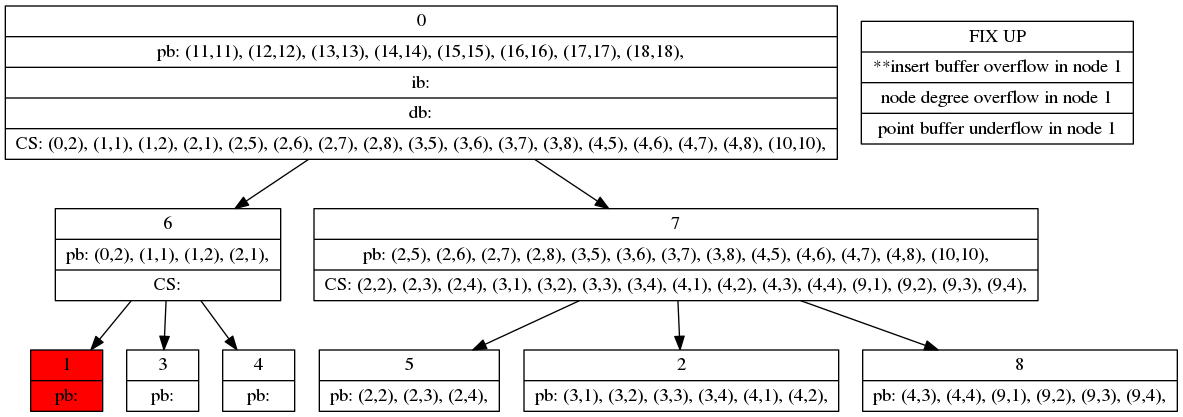 0
pb: (11,11), (12,12), (13,13), (14,14), (15,15), (16,16), (17,17), (18,18),
ib:
db:
CS: (0,2), (1,1), (1,2), (2,1), (2,5), (2,6), (2,7), (2,8), (3,5), (3,6), (3,7), (3,8), (4,5), (4,6), (4,7), (4,8), (10,10),
FIX UP
**insert buffer overflow in node 1
node degree overflow in node 1
point buffer underflow in node 1
6
pb: (0,2), (1,1), (1,2), (2,1),
CS:
7
pb: (2,5), (2,6), (2,7), (2,8), (3,5), (3,6), (3,7), (3,8), (4,5), (4,6), (4,7), (4,8), (10,10),
CS: (2,2), (2,3), (2,4), (3,1), (3,2), (3,3), (3,4), (4,1), (4,2), (4,3), (4,4), (9,1), (9,2), (9,3), (9,4),
1
pb:
3
pb:
4
pb:
5
pb: (2,2), (2,3), (2,4),
2
pb: (3,1), (3,2), (3,3), (3,4), (4,1), (4,2),
8
pb: (4,3), (4,4), (9,1), (9,2), (9,3), (9,4),